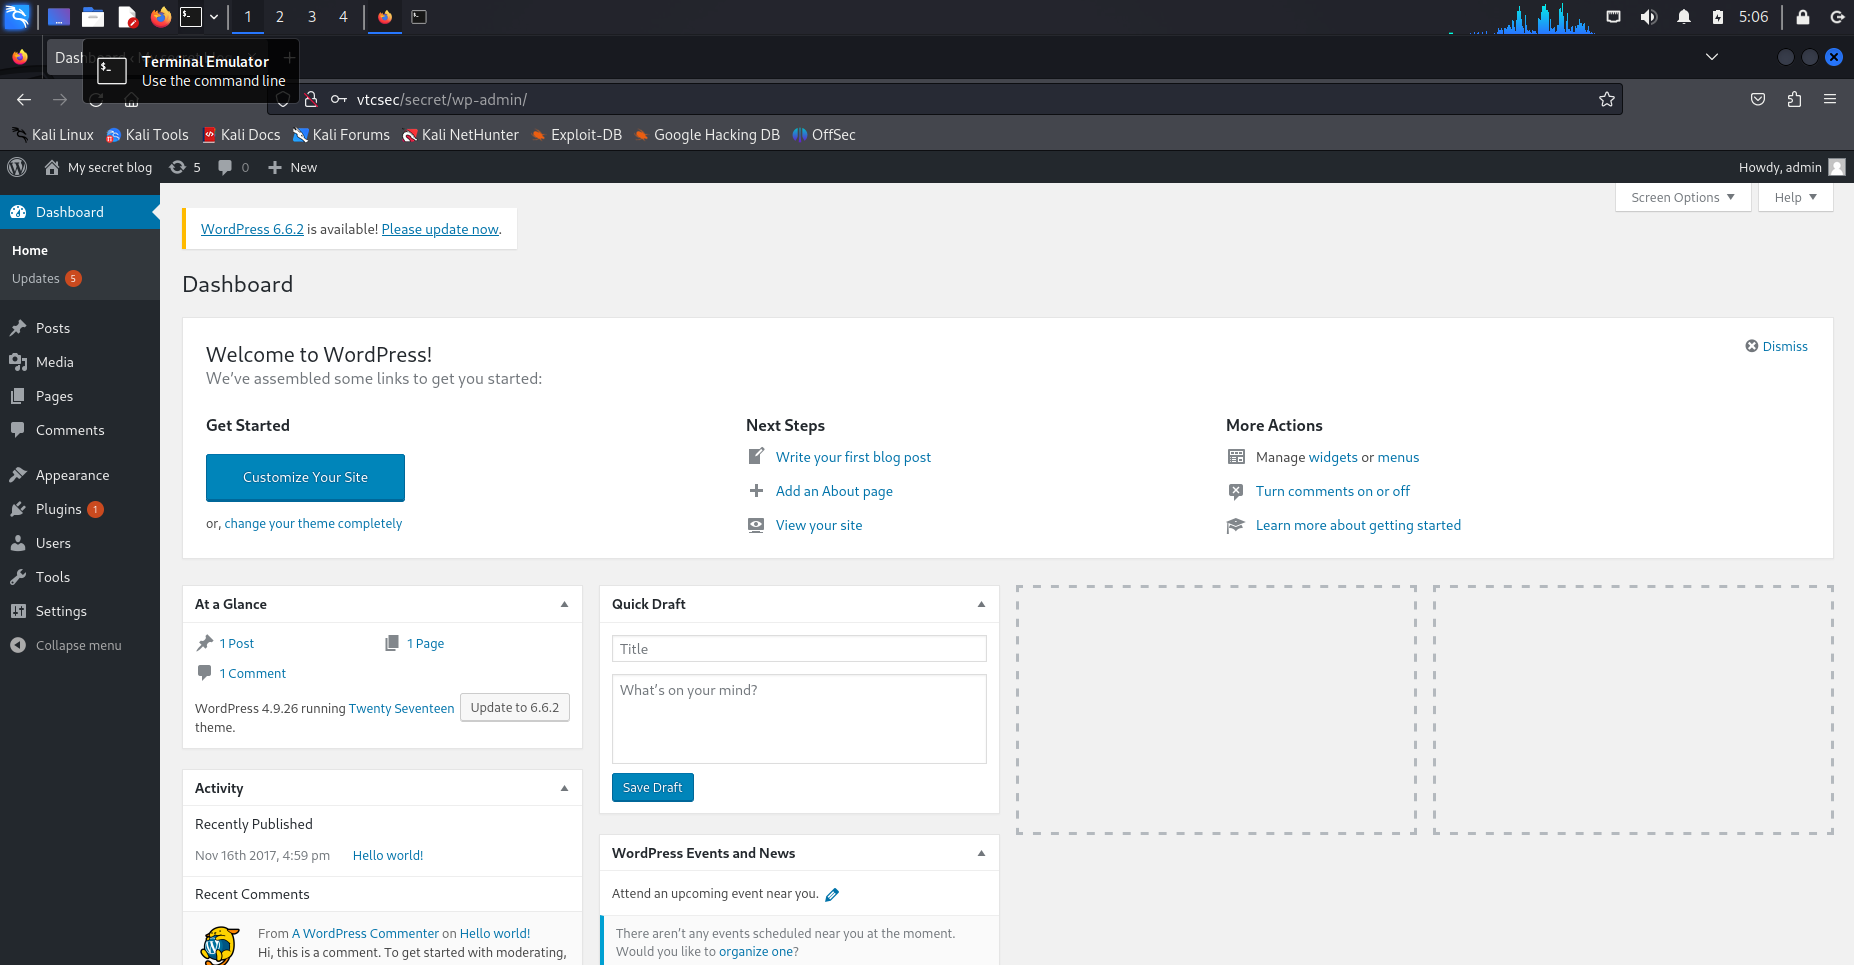 1 2 3 4 5:06
Dashb
Terminal Emulator
Use the command line
vtcsec/secret/wp-admin/
Kali Linux Kali Tools Kali Docs Kali Forums Kali NetHunter Exploit-DB Google Hacking DB OffSec
My secret blog 5 0 New Howdy, admin
Dashboard
Home
Updates 5
Posts
Media
Pages
Comments
Appearance
Plugins 1
Users
Tools
Settings
Collapse menu
Screen Options Help
WordPress 6.6.2 is available! Please update now.
Dashboard
Welcome to WordPress!
We've assembled some links to get you started:
Dismiss
Get Started
Customize Your Site
or, change your theme completely
Next Steps
Write your first blog post
Add an About page
View your site
More Actions
Manage widgets or menus
Turn comments on or off
Learn more about getting started
At a Glance
1 Post 1 Page
1 Comment
WordPress 4.9.26 running Twenty Seventeen
theme.
Update to 6.6.2
Activity
Recently Published
Nov 16th 2017, 4:59 pm Hello world!
Recent Comments
From A WordPress Commenter on Hello world!
Hi, this is a comment. To get started with moderating,
Quick Draft
Title
What's on your mind?
Save Draft
WordPress Events and News
Attend an upcoming event near you.
There aren't any events scheduled near you at the moment.
Would you like to organize one?